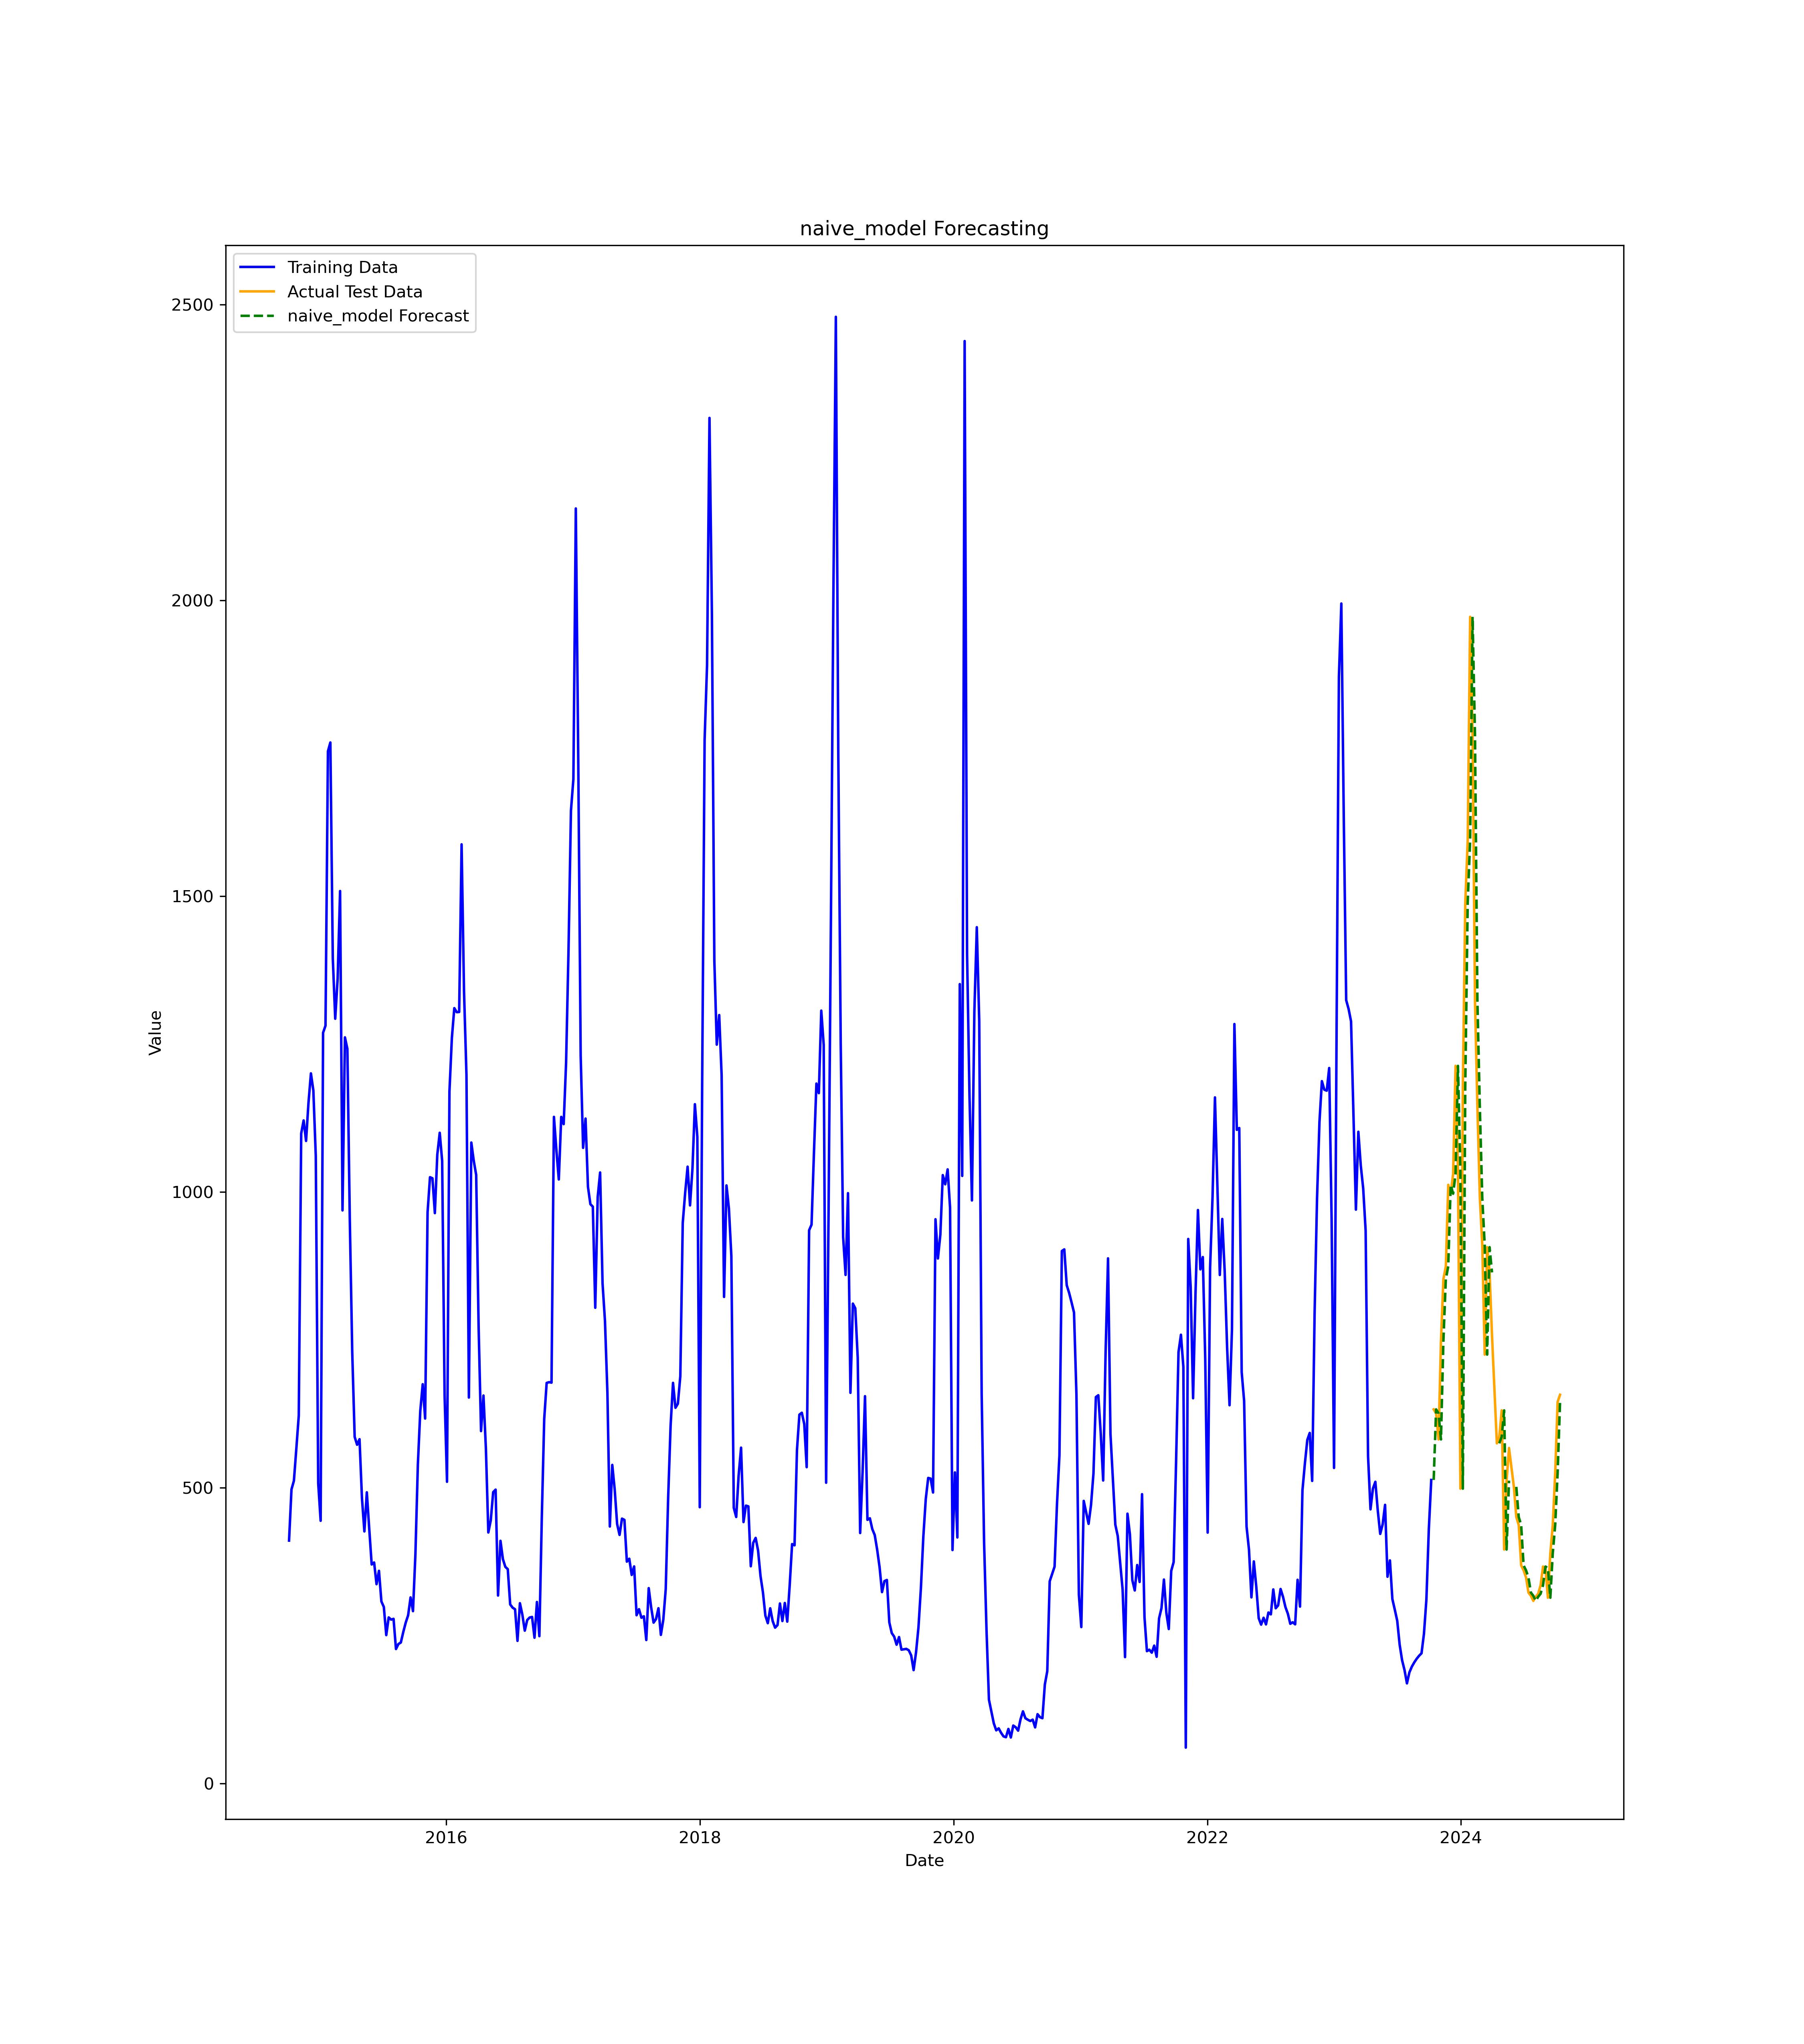 naive_model Forecasting
Training Data
Actual Test Data
naive_model Forecast
2500
2000
1500
1000
500
0
Value
2016
2018
2020
2022
2024
Date